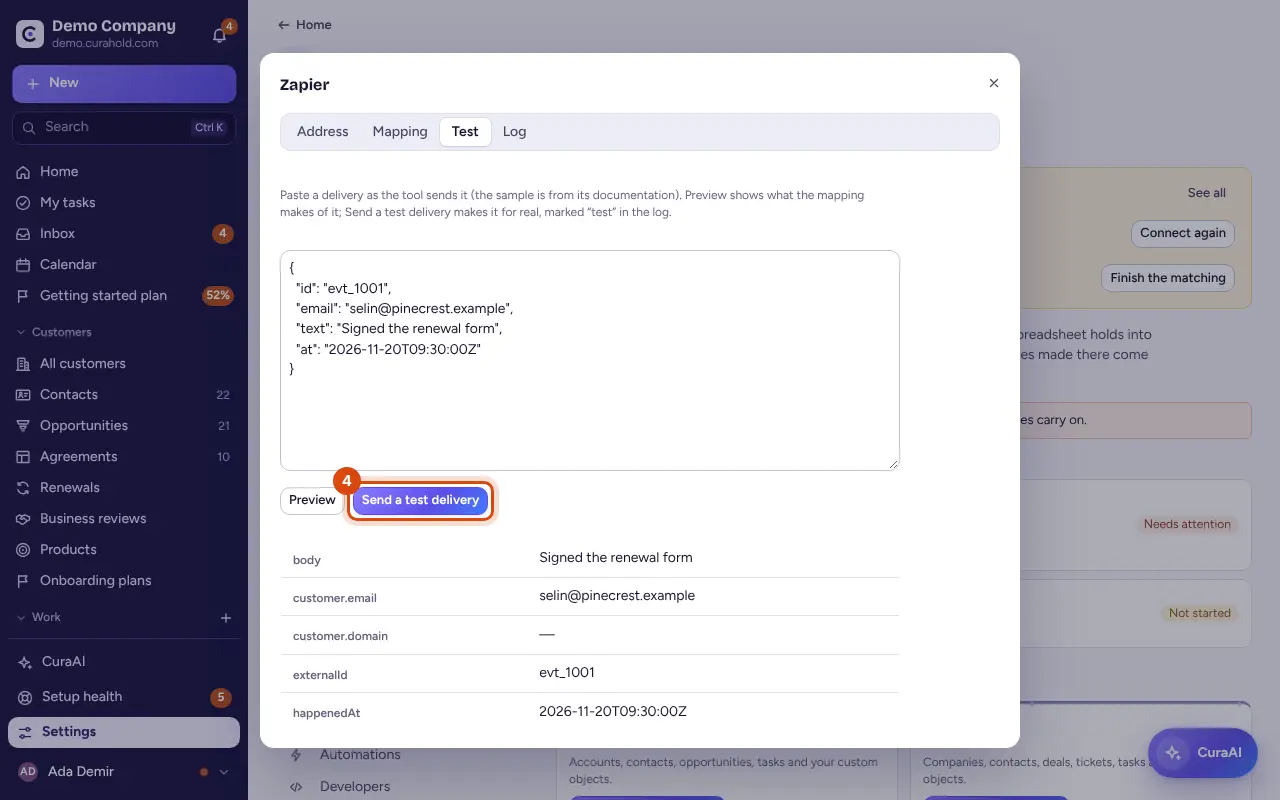 Demo Company
demo.curahold.com
4
New
Search
Ctrl K
Home
My tasks
Inbox
4
Calendar
Getting started plan
52%
Customers
All customers
Contacts
22
Opportunities
21
Agreements
10
Renewals
Business reviews
Products
Onboarding plans
Work
CuraAI
Setup health
5
Settings
AD
Ada Demir
Home
Zapier
Address
Mapping
Test
Log
Paste a delivery as the tool sends it (the sample is from its documentation). Preview shows what the mapping
makes of it; Send a test delivery makes it for real, marked “test” in the log.
{
"id": "evt_1001",
"email": "selin@pinecrest.example",
"text": "Signed the renewal form",
"at": "2026-11-20T09:30:00Z"
}
4
Preview
Send a test delivery
body
Signed the renewal form
customer.email
selin@pinecrest.example
customer.domain
—
externalId
evt_1001
happenedAt
2026-11-20T09:30:00Z
See all
Connect again
Finish the matching
preadsheet holds into
es made there come
es carry on.
Needs attention
Not started
Automations
Developers
Accounts, contacts, opportunities, tasks and your custom
objects.
Companies, contacts, deals, tickets, tasks
objects.
CuraAI